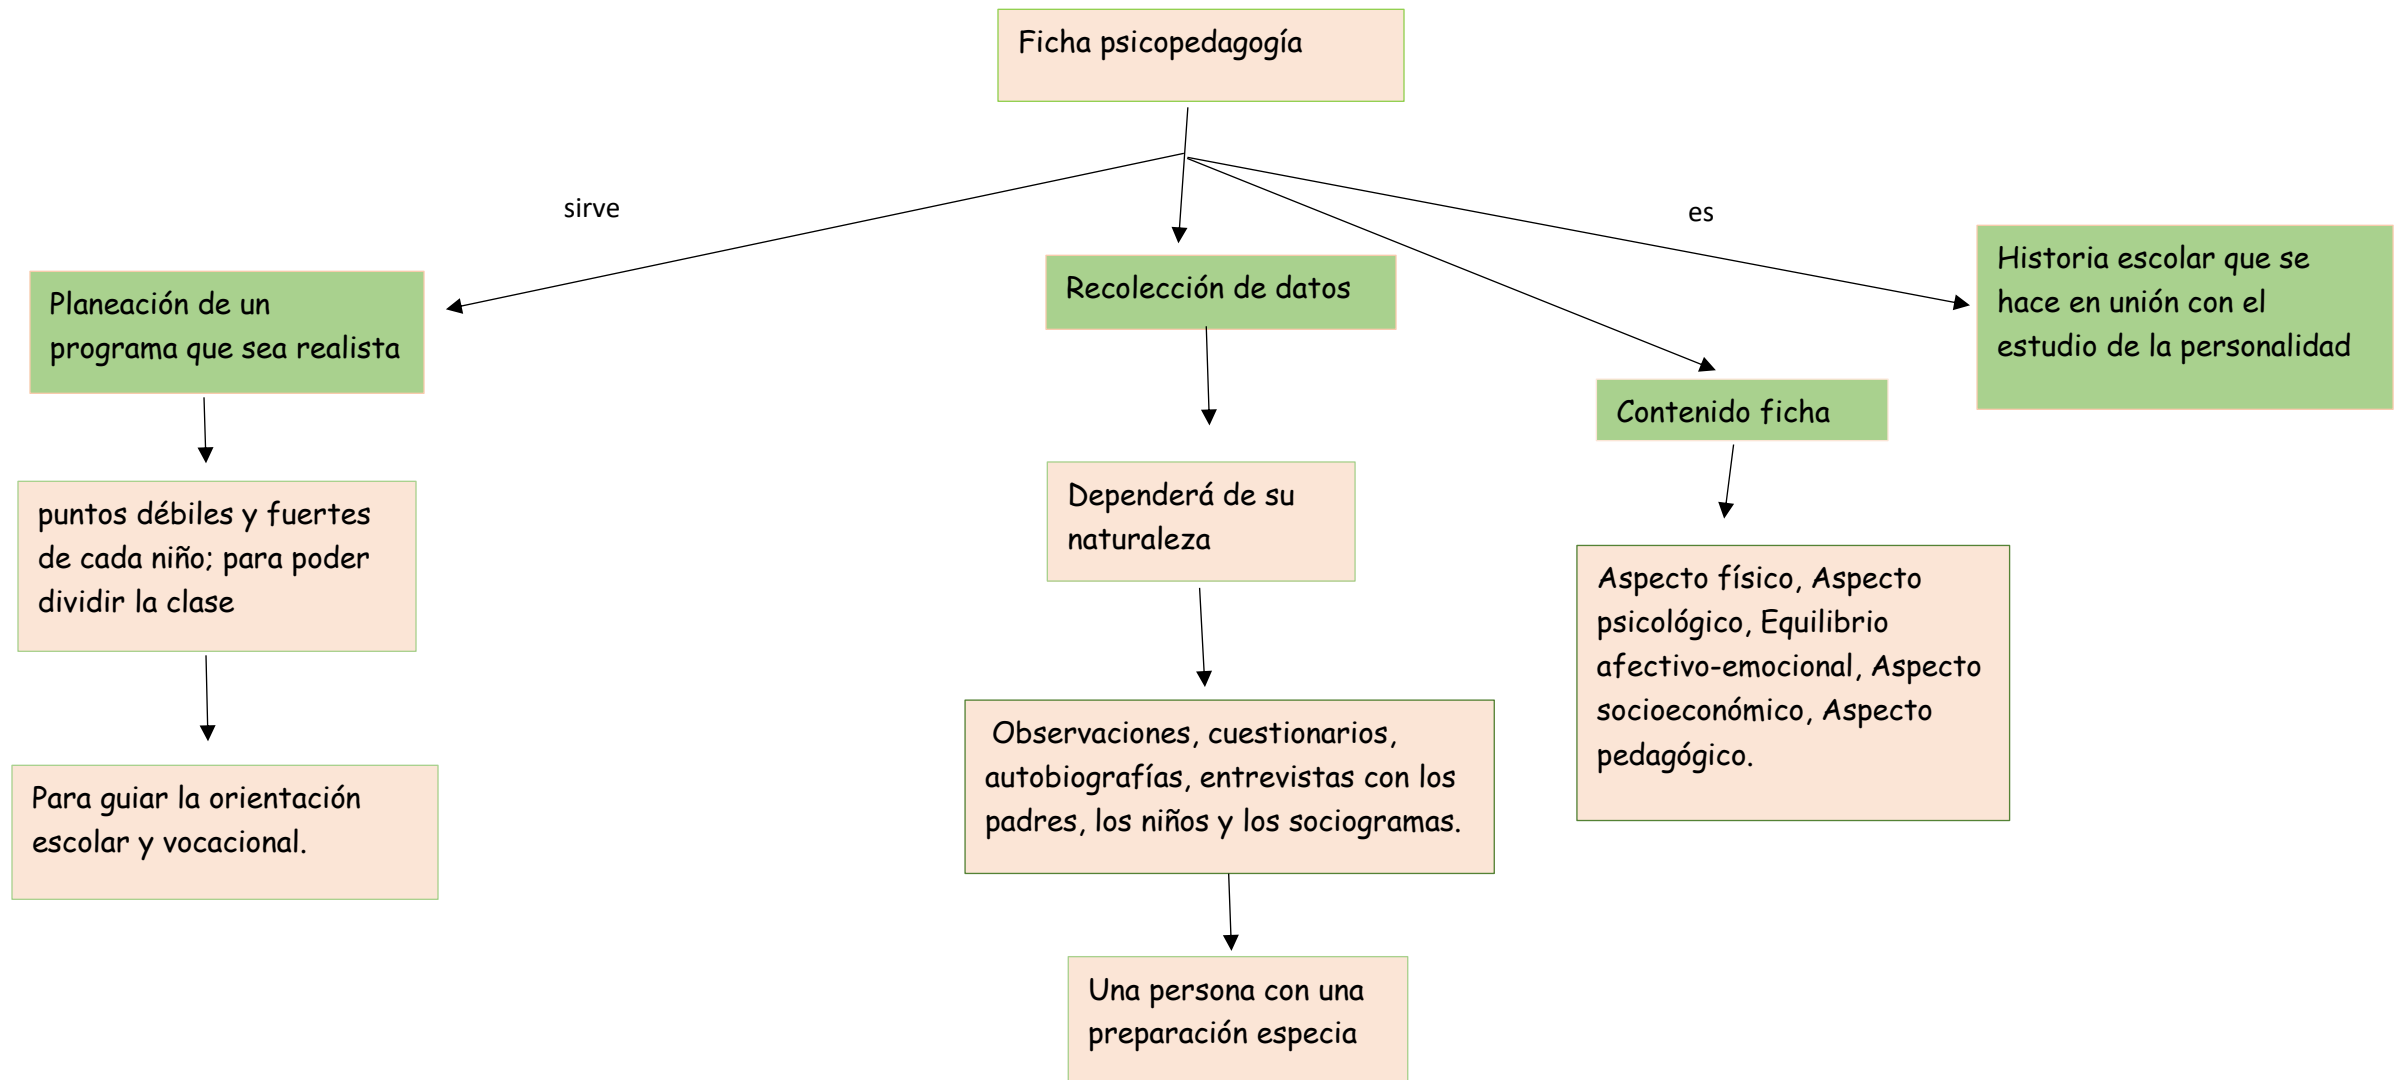 Ficha psicopedagogía
sirve
es
Planeación de un
programa que sea realista
Recolección de datos
Historia escolar que se
hace en unión con el
estudio de la personalidad
Contenido ficha
puntos débiles y fuertes
de cada niño; para poder
dividir la clase
Dependerá de su
naturaleza
Aspecto físico, Aspecto
psicológico, Equilibrio
afectivo-emocional, Aspecto
socioeconómico, Aspecto
pedagógico.
Para guiar la orientación
escolar y vocacional.
Observaciones, cuestionarios,
autobiografías, entrevistas con los
padres, los niños y los sociogramas.
Una persona con una
preparación especia